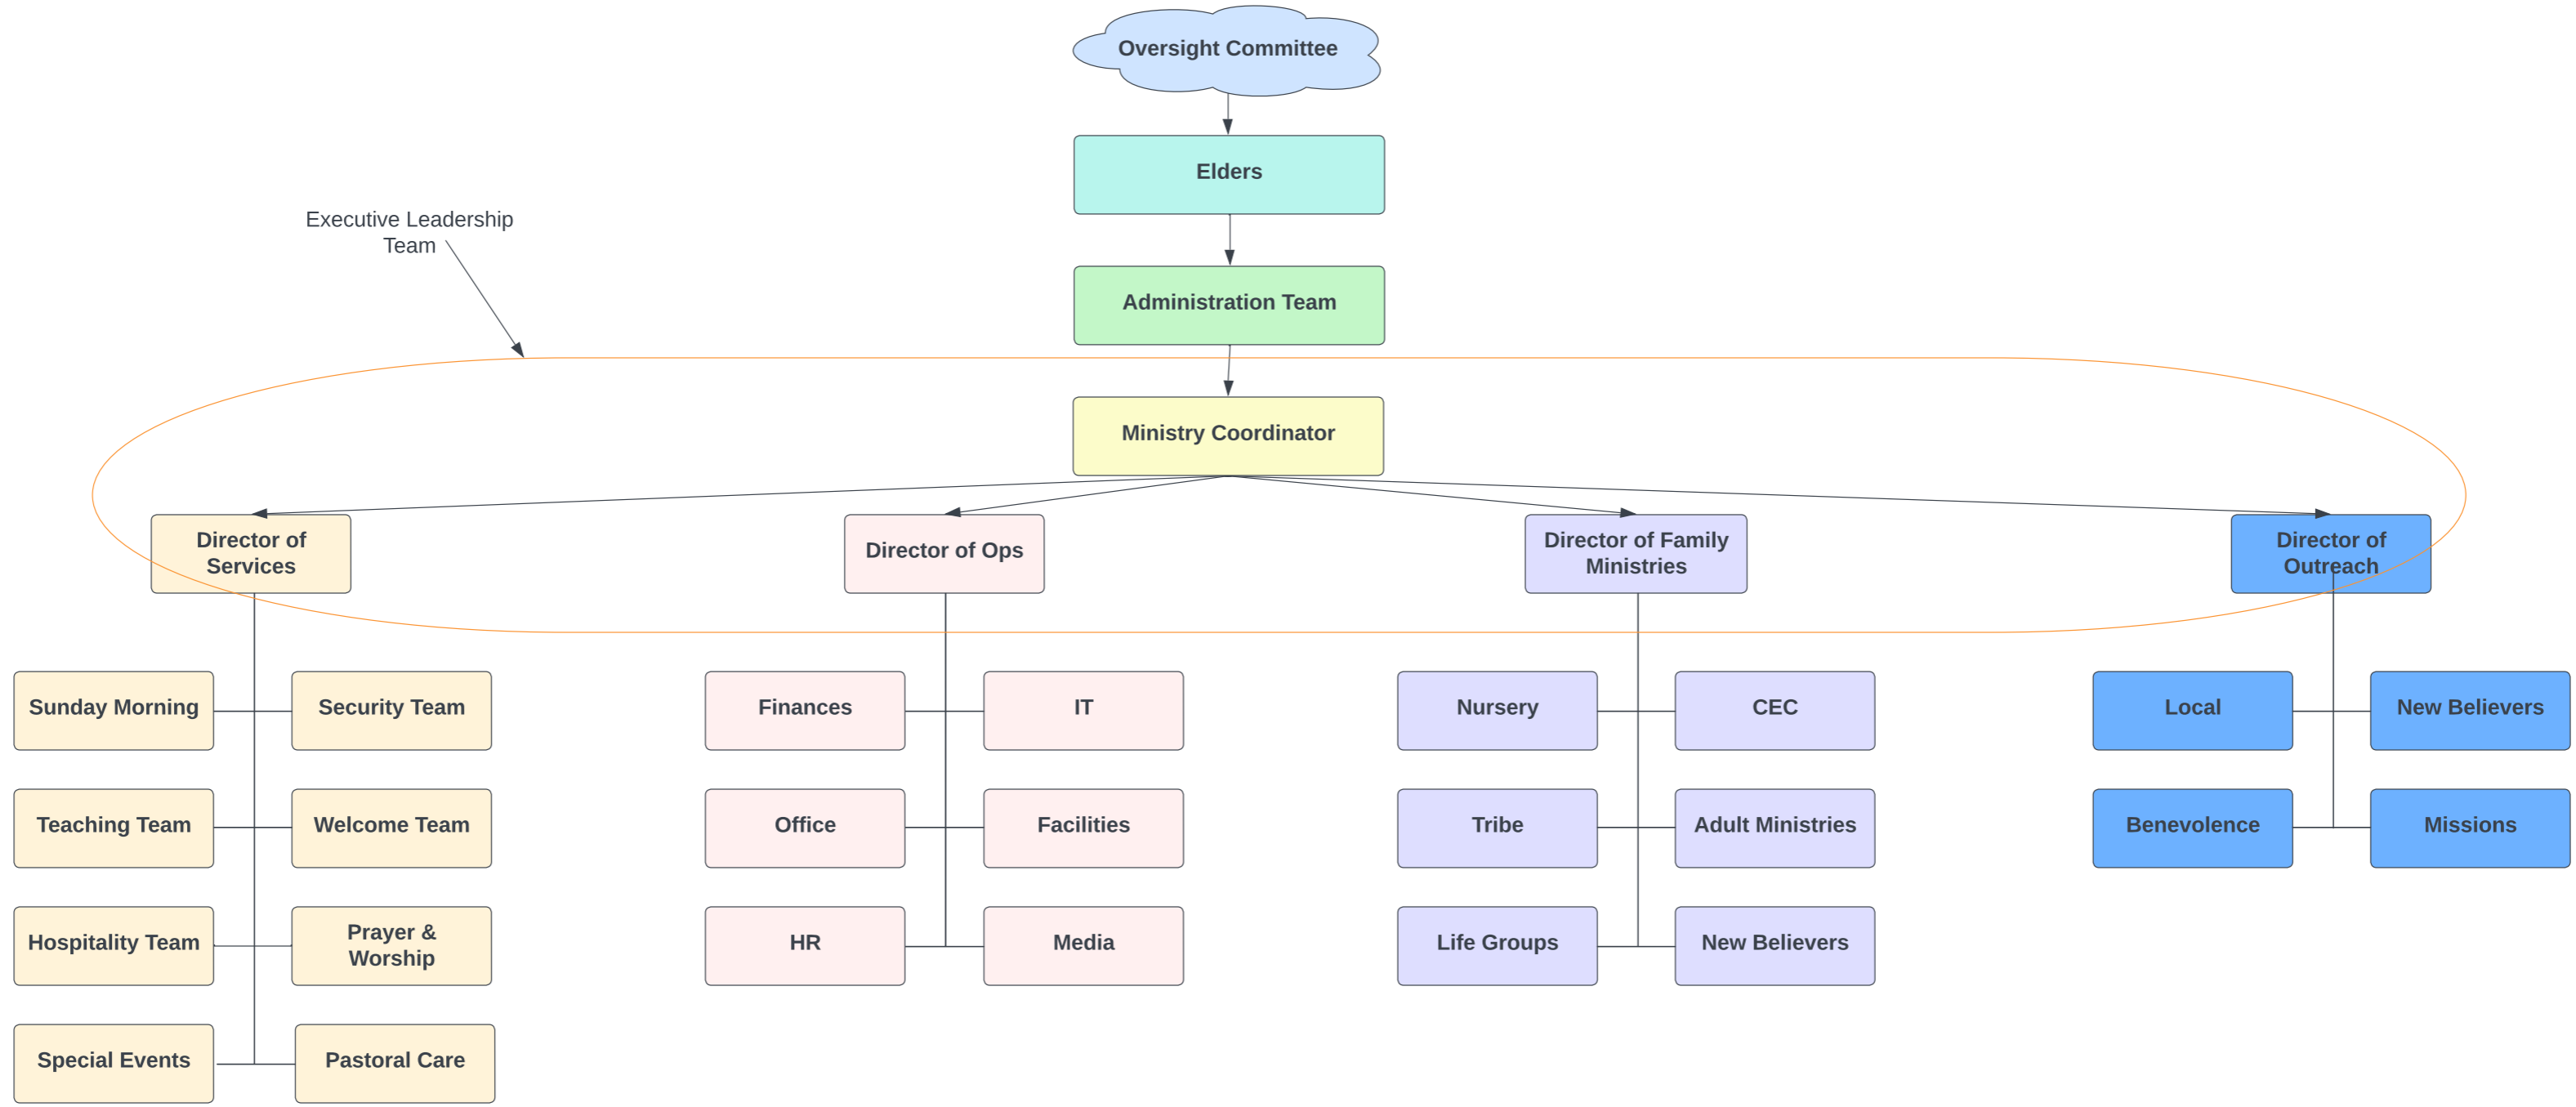 Oversight Committee
Elders
Executive Leadership
Team
Administration Team
Ministry Coordinator
Director of
Services
Director of Ops
Director of Family
Ministries
Director of
Outreach
Sunday Morning
Security Team
Finances
IT
Nursery
CEC
Local
New Believers
Teaching Team
Welcome Team
Office
Facilities
Tribe
Adult Ministries
Benevolence
Missions
Hospitality Team
Prayer &
Worship
HR
Media
Life Groups
New Believers
Special Events
Pastoral Care